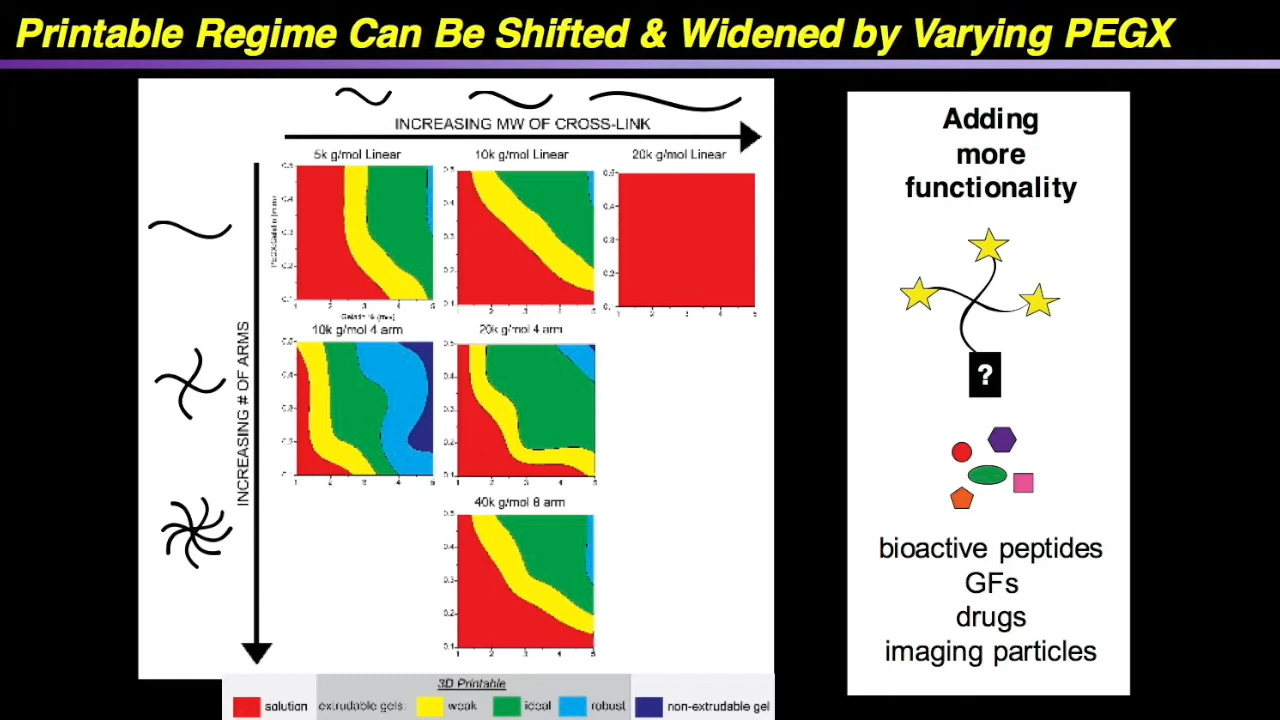 Printable Regime Can Be Shifted & Widened by Varying PEGX
INCREASING MW OF CROSS-LINK
5k g/mol Linear
10k g/mol Linear
20k g/mol Linear
INCREASING # OF ARMS
10k g/mol 4 arm
20k g/mol 4 arm
40k g/mol 8 arm
3D Printable
solution
extrudable gels:
weak
ideal
robust
non-extrudable gel
Adding
more
functionality
?
bioactive peptides
GFs
drugs
imaging particles